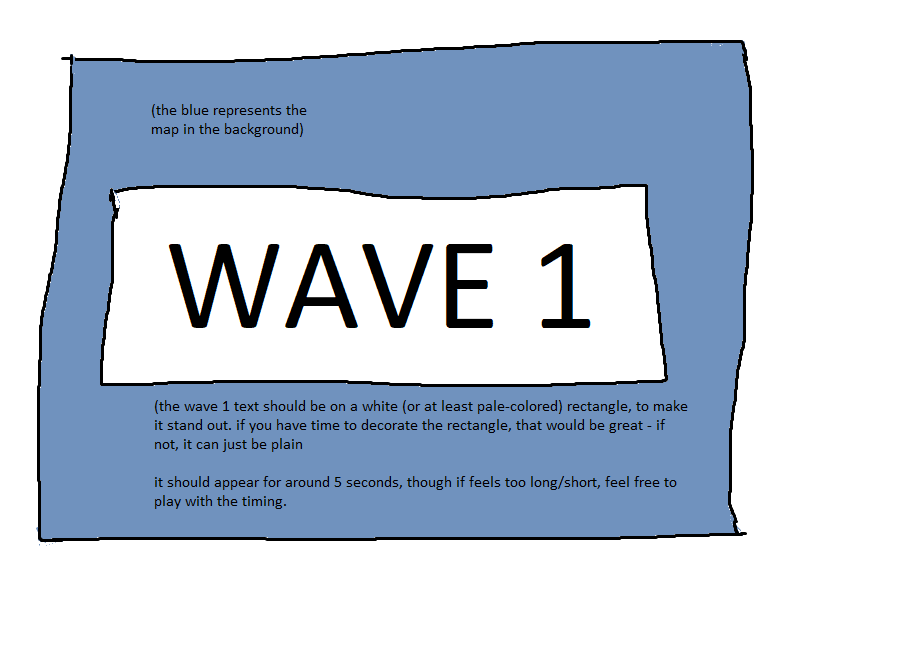 (the blue represents the
map in the background)
WAVE 1
(the wave 1 text should be on a white (or at least pale-colored) rectangle, to make
it stand out. if you have time to decorate the rectangle, that would be great - if
not, it can just be plain
it should appear for around 5 seconds, though if feels too long/short, feel free to
play with the timing.